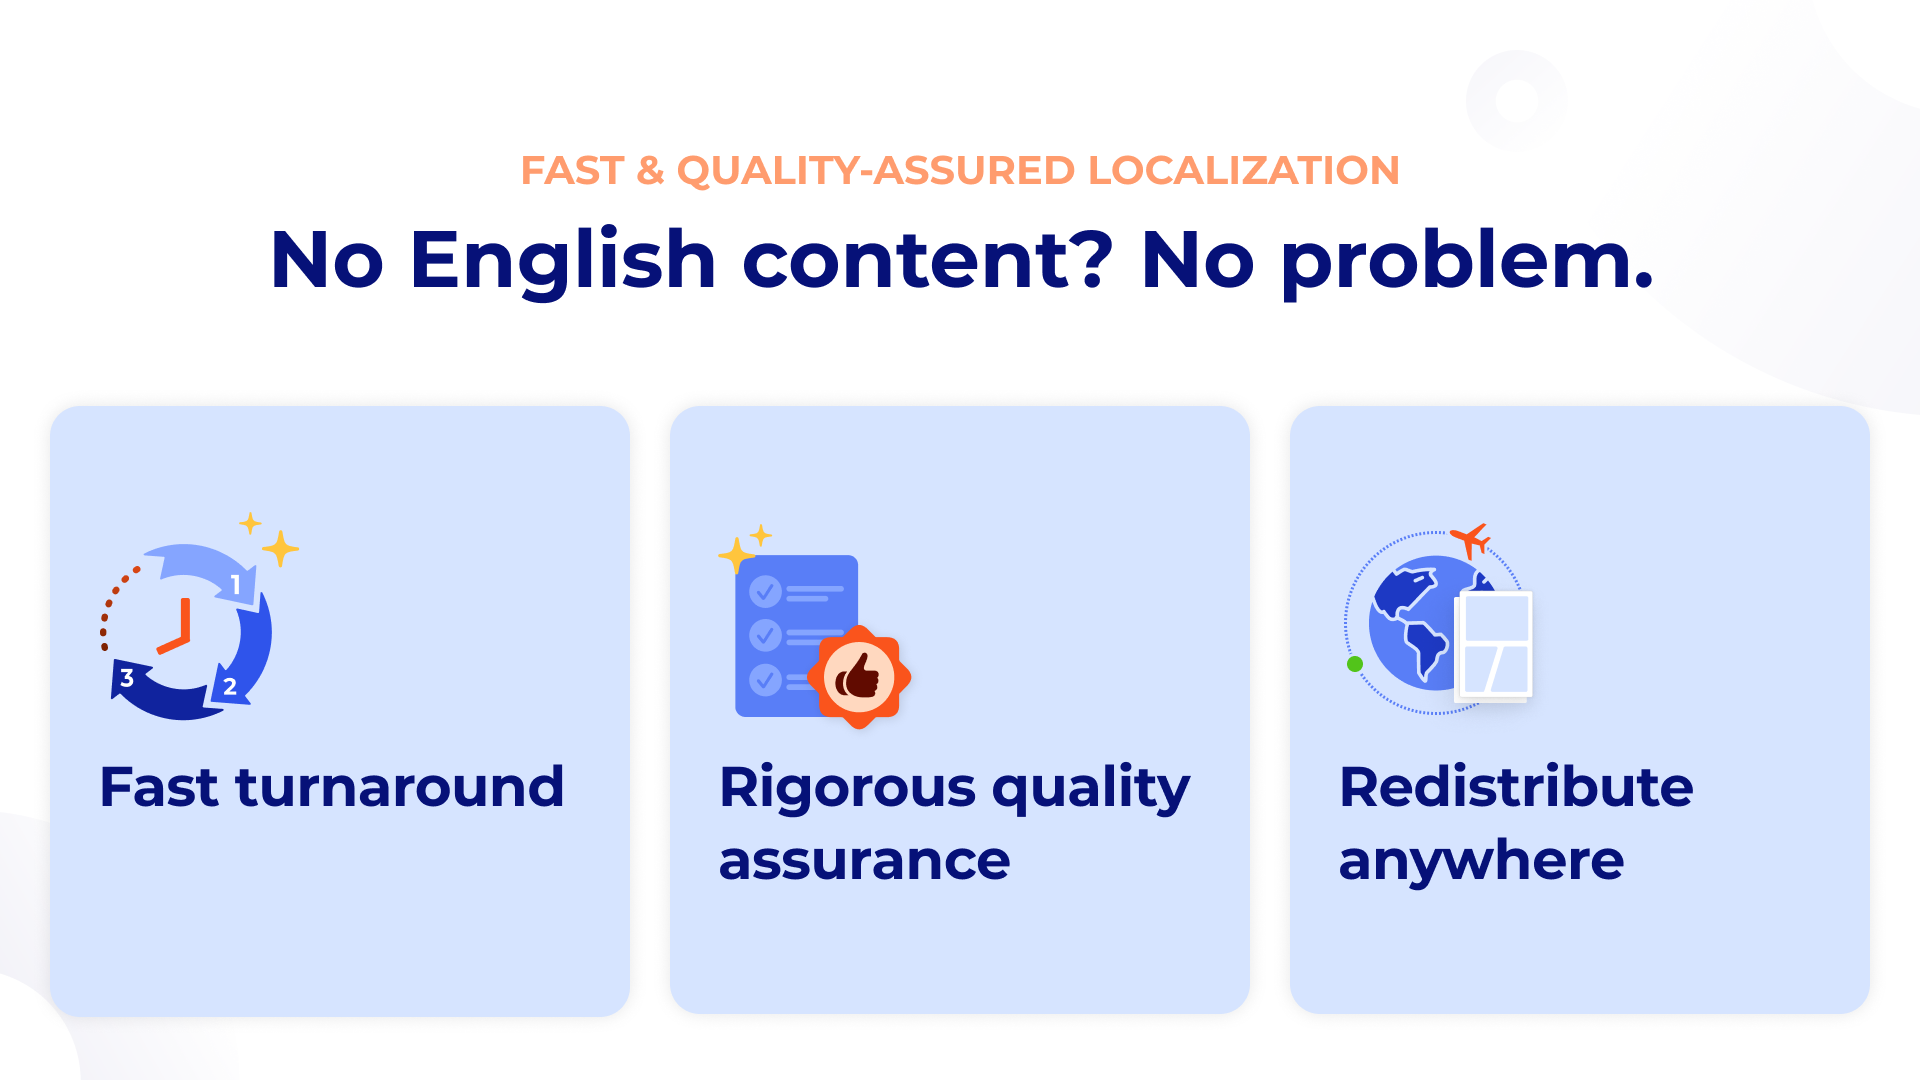 FAST & QUALITY-ASSURED LOCALIZATION
No English content? No problem.
1
2
3
Fast turnaround
Rigorous quality
assurance
Redistribute
anywhere